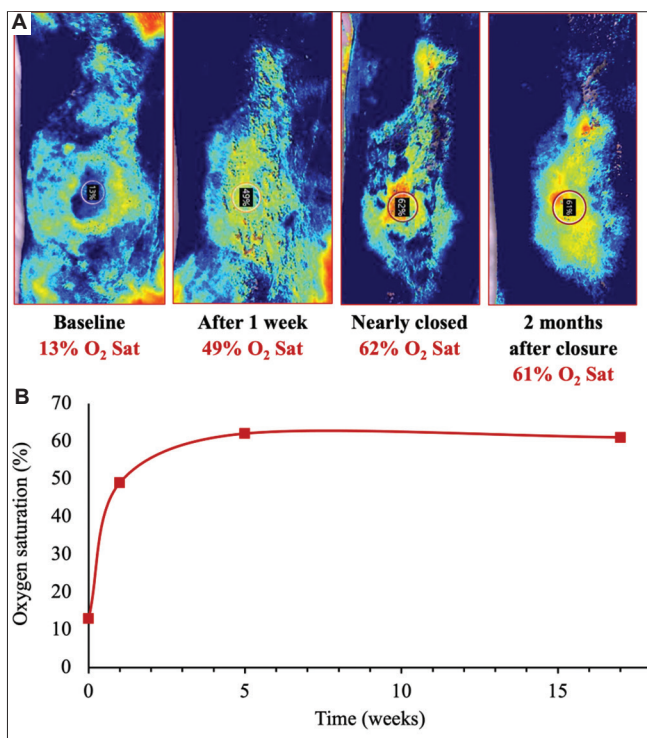 A
13%
49%
62%
61%
Baseline
13% O₂ Sat
After 1 week
49% O₂ Sat
Nearly closed
62% O₂ Sat
2 months
after closure
61% O₂ Sat
B
Oxygen saturation (%)
70
60
50
40
30
20
10
0
0 5 10 15
Time (weeks)